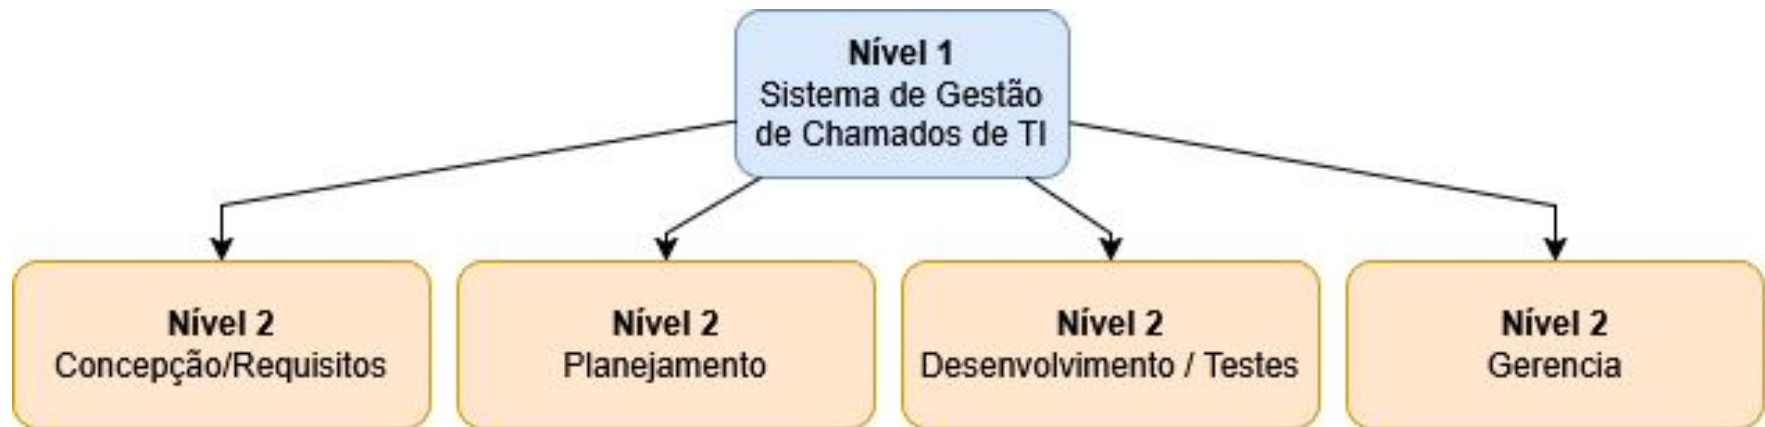 Nível 1
Sistema de Gestão
de Chamados de TI
Nível 2
Concepção/Requisitos
Nível 2
Planejamento
Nível 2
Desenvolvimento / Testes
Nível 2
Gerencia